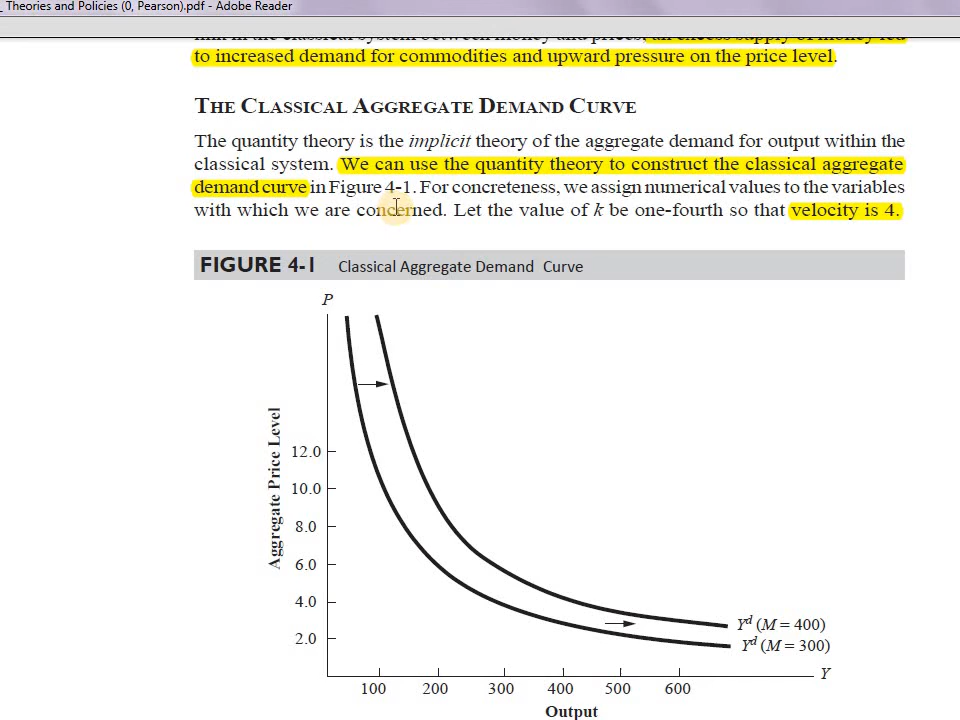 _ Theories and Policies (0, Pearson).pdf - Adobe Reader
to increased demand for commodities and upward pressure on the price level.
THE CLASSICAL AGGREGATE DEMAND CURVE
The quantity theory is the implicit theory of the aggregate demand for output within the
classical system. We can use the quantity theory to construct the classical aggregate
demand curve in Figure 4-1. For concreteness, we assign numerical values to the variables
with which we are concerned. Let the value of k be one-fourth so that velocity is 4.
FIGURE 4-1 Classical Aggregate Demand Curve
P
Aggregate Price Level
12.0
10.0
8.0
6.0
4.0
2.0
Yd (M = 400)
Yd (M = 300)
Y
100 200 300 400 500 600
Output